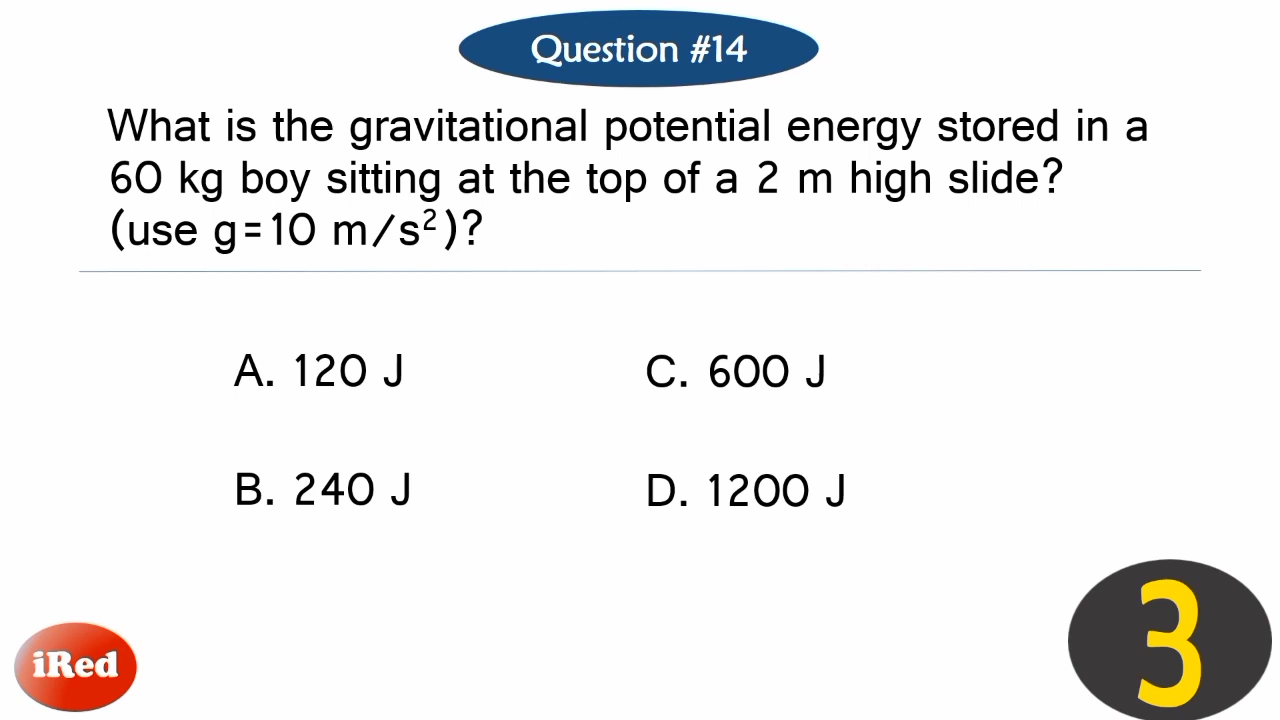 Question #14
What is the gravitational potential energy stored in a
60 kg boy sitting at the top of a 2 m high slide?
(use g=10 m/s²)?
A. 120 J
C. 600 J
B. 240 J
D. 1200 J
iRed
3